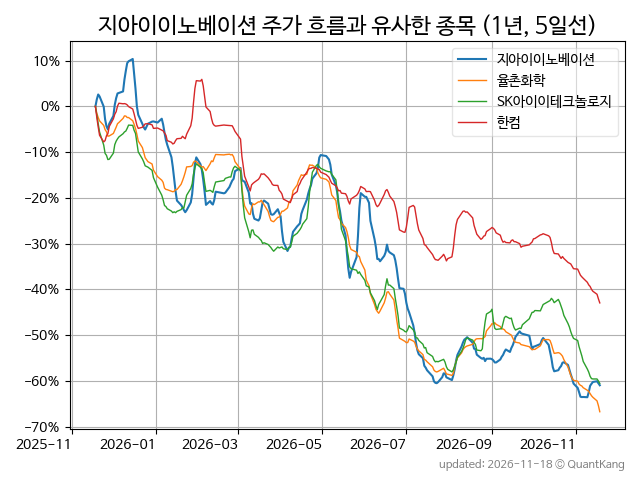 지아이이노베이션 주가 흐름과 유사한 종목 (1년, 5일선)
지아이이노베이션
율촌화학
SK아이이테크놀로지
한컴
10%
0%
−10%
−20%
−30%
−40%
−50%
−60%
−70%
2025-11 2026-01 2026-03 2026-05 2026-07 2026-09 2026-11
updated: 2026-11-18 © QuantKang